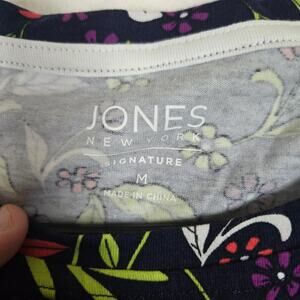 JONES
NEW YORK
SIGNATURE
M
MADE IN CHINA